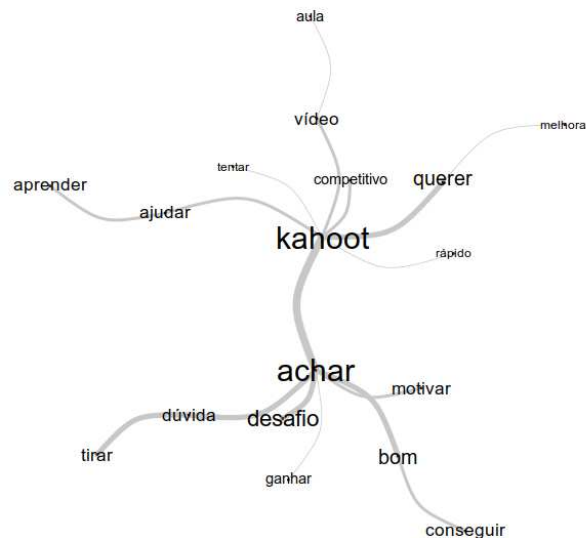 aula
vídeo
melhora
tentar
competitivo
querer
aprender
ajudar
kahoot
rápido
achar
motivar
dúvida
desafio
tirar
bom
ganhar
conseguir